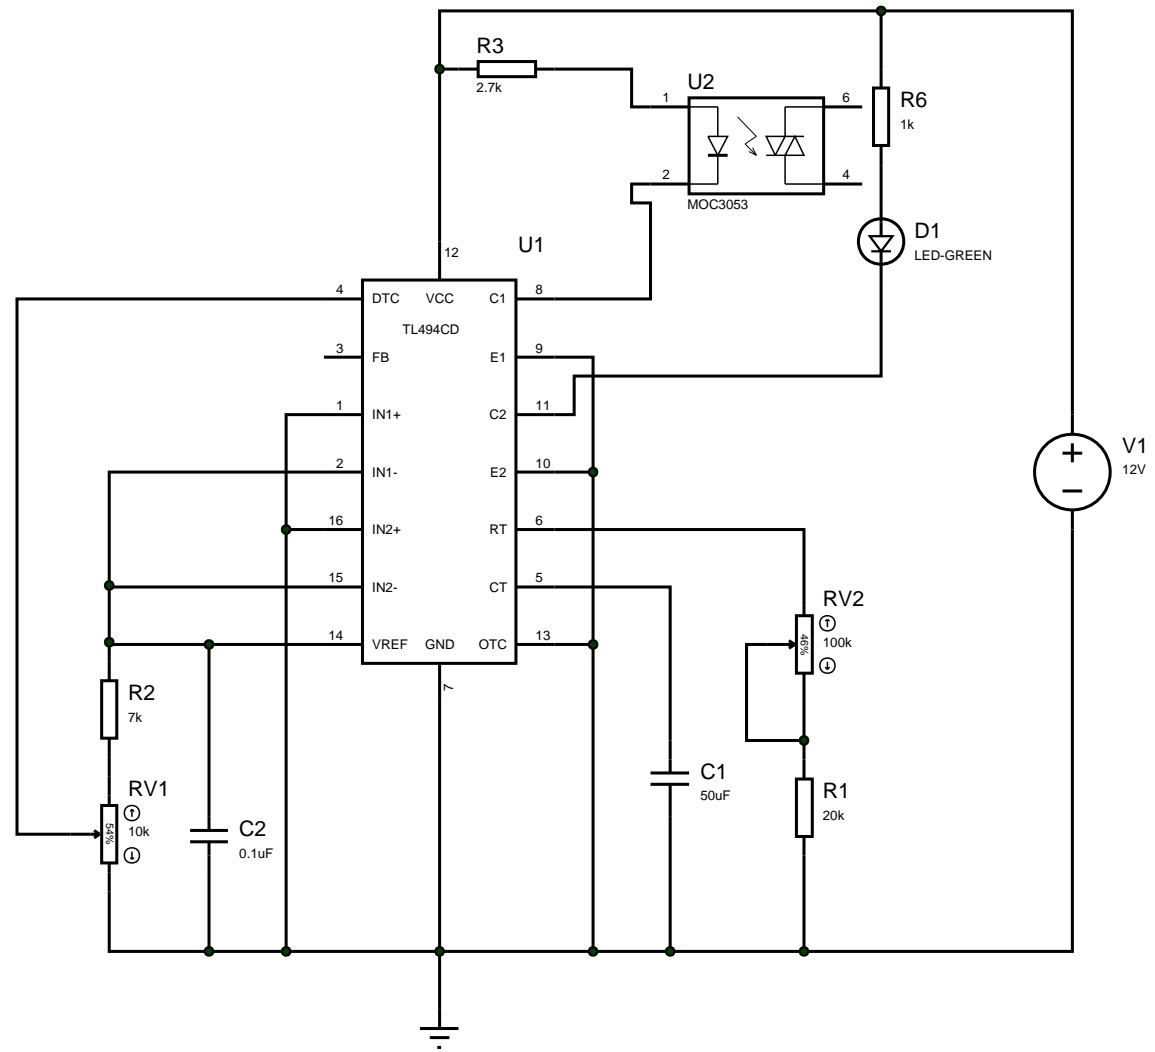 R3
2.7k
U2
1
6
R6
1k
2
4
MOC3053
D1
LED-GREEN
U1
12
4
DTC
VCC
C1
8
TL494CD
3
FB
E1
9
1
IN1+
C2
11
V1
12V
2
IN1-
E2
10
16
IN2+
RT
6
15
IN2-
CT
5
RV2
100k
46%
14
VREF
GND
OTC
13
7
R2
7k
RV1
10k
54%
C1
50uF
R1
20k
C2
0.1uF